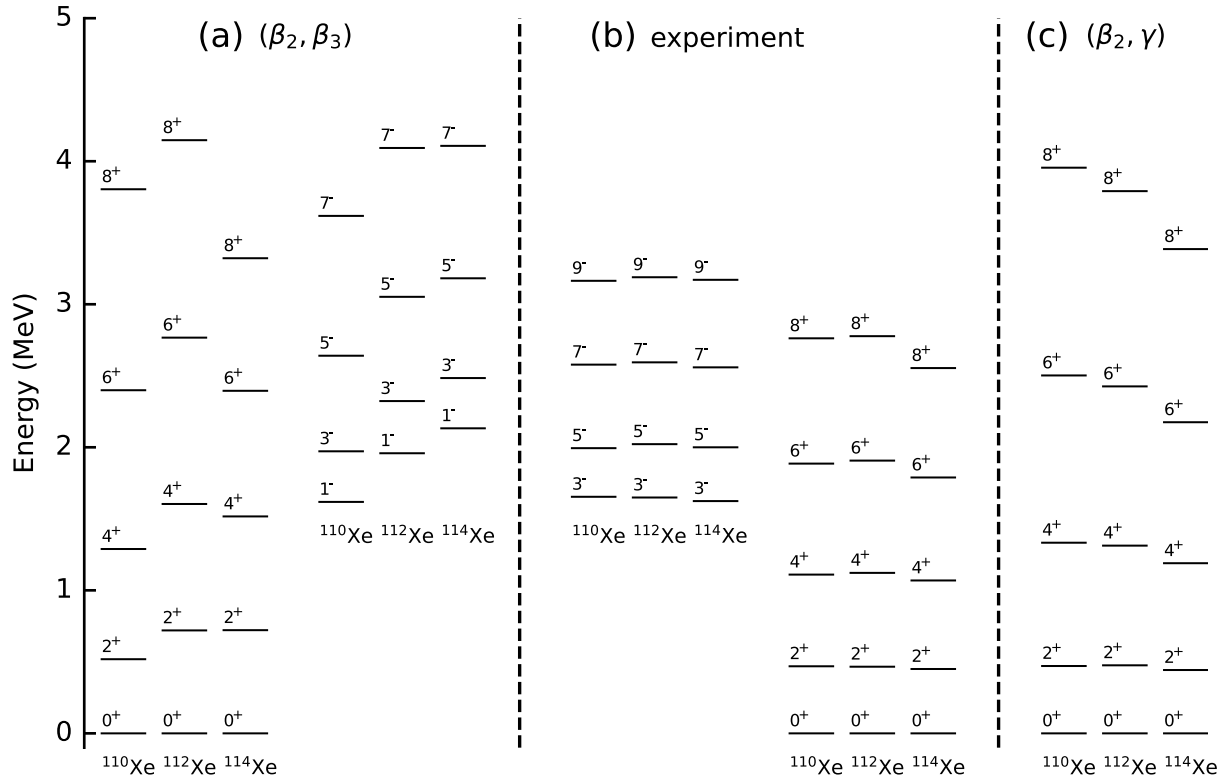 (a) (β₂, β₃)
(b) experiment
(c) (β₂, γ)
Energy (MeV)
5
4
3
2
1
0
8⁺ 8⁺ 8⁺
6⁺ 6⁺ 6⁺
4⁺ 4⁺ 4⁺
2⁺ 2⁺ 2⁺
0⁺ 0⁺ 0⁺
¹¹⁰Xe ¹¹²Xe ¹¹⁴Xe
7⁻ 7⁻ 7⁻
5⁻ 5⁻ 5⁻
3⁻ 3⁻ 3⁻
1⁻ 1⁻ 1⁻
¹¹⁰Xe ¹¹²Xe ¹¹⁴Xe
9⁻ 9⁻ 9⁻
7⁻ 7⁻ 7⁻
5⁻ 5⁻ 5⁻
3⁻ 3⁻ 3⁻
¹¹⁰Xe ¹¹²Xe ¹¹⁴Xe
8⁺ 8⁺ 8⁺
6⁺ 6⁺ 6⁺
4⁺ 4⁺ 4⁺
2⁺ 2⁺ 2⁺
0⁺ 0⁺ 0⁺
¹¹⁰Xe ¹¹²Xe ¹¹⁴Xe
8⁺ 8⁺ 8⁺
6⁺ 6⁺ 6⁺
4⁺ 4⁺ 4⁺
2⁺ 2⁺ 2⁺
0⁺ 0⁺ 0⁺
¹¹⁰Xe ¹¹²Xe ¹¹⁴Xe